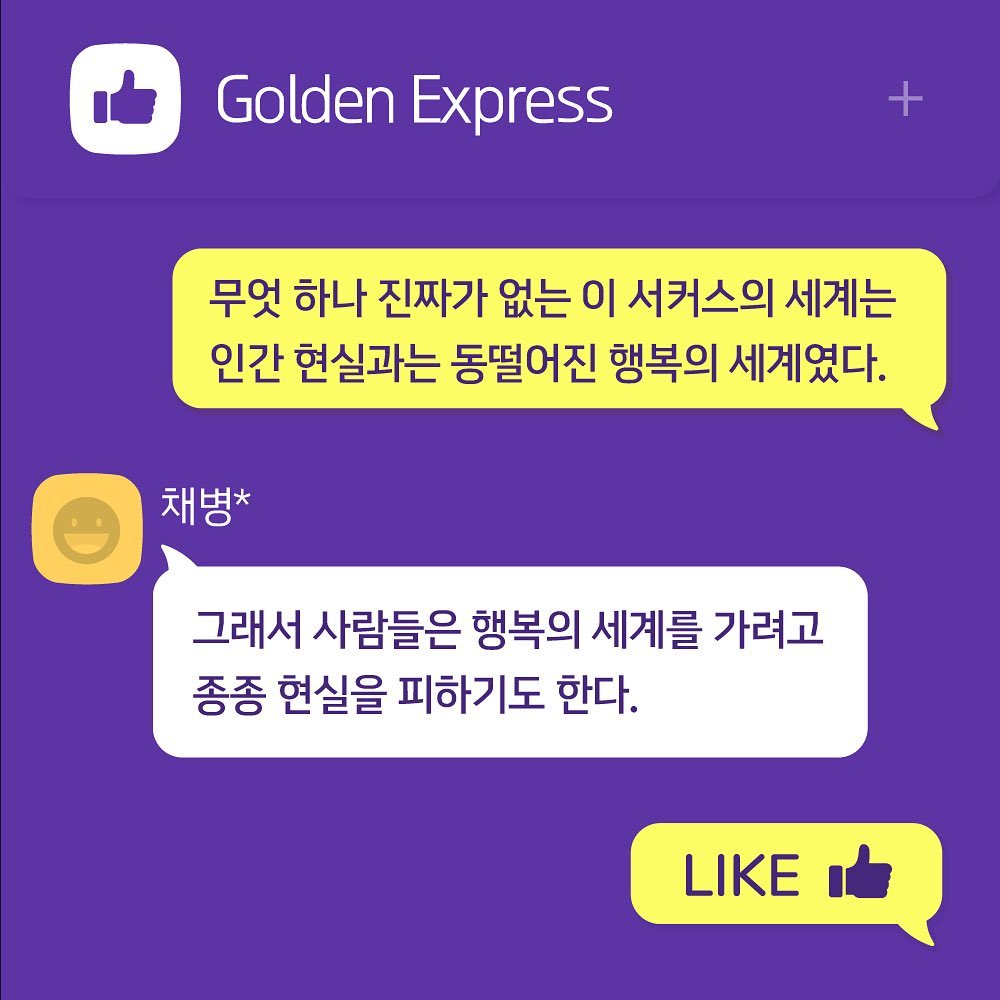 Golden Express
무엇 하나 진짜가 없는 이 서커스의 세계는
인간 현실과는 동떨어진 행복의 세계였다.
채병*
그래서 사람들은 행복의 세계를 가려고
종종 현실을 피하기도 한다.
LIKE